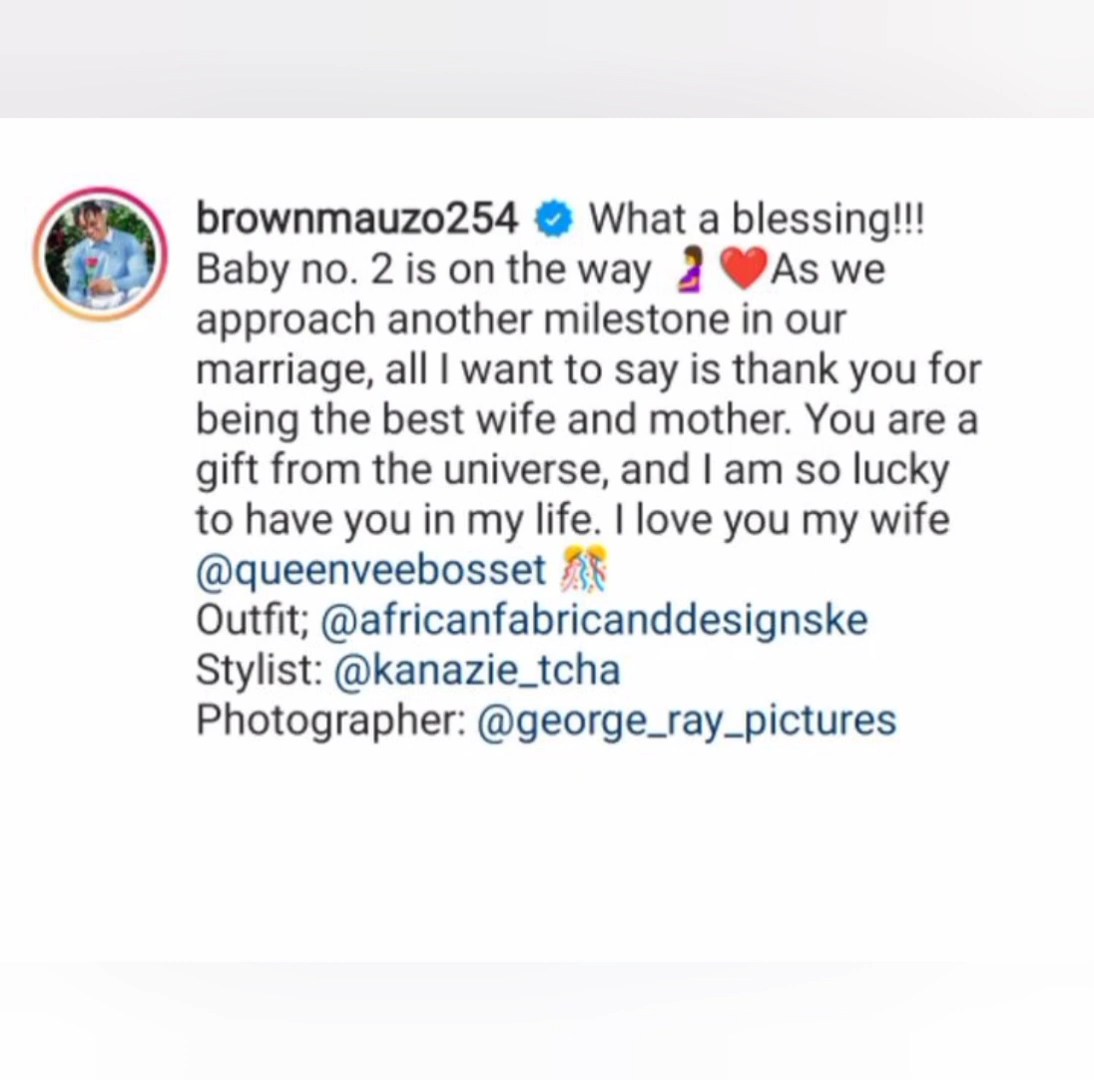 brownmauzo254 What a blessing!!!
Baby no. 2 is on the way 🤰❤️As we
approach another milestone in our
marriage, all I want to say is thank you for
being the best wife and mother. You are a
gift from the universe, and I am so lucky
to have you in my life. I love you my wife
@queenveebosset 🎊
Outfit; @africanfabricanddesignske
Stylist: @kanazie_tcha
Photographer: @george_ray_pictures